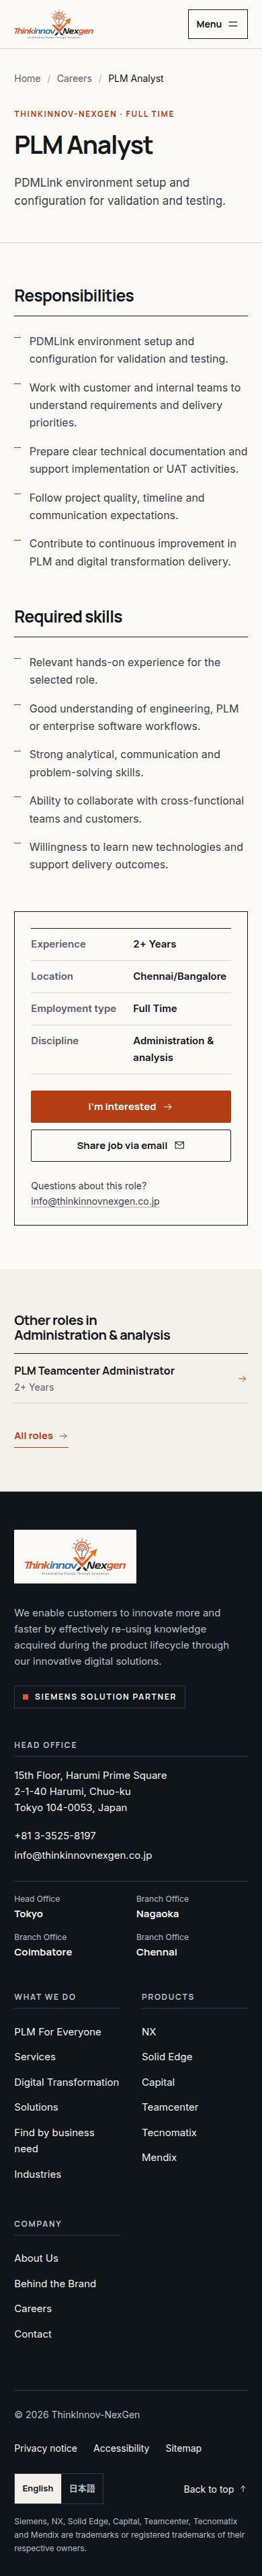 ThinkinnovXNexgen
Accelerating Change Through Innovation
Menu
Home / Careers / PLM Analyst
THINKINNOV-NEXGEN · FULL TIME
PLM Analyst
PDMLink environment setup and
configuration for validation and testing.
Responsibilities
PDMLink environment setup and
configuration for validation and testing.
Work with customer and internal teams to
understand requirements and delivery
priorities.
Prepare clear technical documentation and
support implementation or UAT activities.
Follow project quality, timeline and
communication expectations.
Contribute to continuous improvement in
PLM and digital transformation delivery.
Required skills
Relevant hands-on experience for the
selected role.
Good understanding of engineering, PLM
or enterprise software workflows.
Strong analytical, communication and
problem-solving skills.
Ability to collaborate with cross-functional
teams and customers.
Willingness to learn new technologies and
support delivery outcomes.
Experience 2+ Years
Location Chennai/Bangalore
Employment type Full Time
Discipline Administration &
analysis
I'm interested →
Share job via email
Questions about this role?
info@thinkinnovnexgen.co.jp
Other roles in
Administration & analysis
PLM Teamcenter Administrator →
2+ Years
All roles →
ThinkinnovXNexgen
Accelerating Change Through Innovation
We enable customers to innovate more and
faster by effectively re-using knowledge
acquired during the product lifecycle through
our innovative digital solutions.
SIEMENS SOLUTION PARTNER
HEAD OFFICE
15th Floor, Harumi Prime Square
2-1-40 Harumi, Chuo-ku
Tokyo 104-0053, Japan
+81 3-3525-8197
info@thinkinnovnexgen.co.jp
Head Office Branch Office
Tokyo Nagaoka
Branch Office Branch Office
Coimbatore Chennai
WHAT WE DO
PLM For Everyone
Services
Digital Transformation
Solutions
Find by business
need
Industries
PRODUCTS
NX
Solid Edge
Capital
Teamcenter
Tecnomatix
Mendix
COMPANY
About Us
Behind the Brand
Careers
Contact
© 2026 ThinkInnov-NexGen
Privacy notice Accessibility Sitemap
English 日本語 Back to top ↑
Siemens, NX, Solid Edge, Capital, Teamcenter, Tecnomatix
and Mendix are trademarks or registered trademarks of their
respective owners.